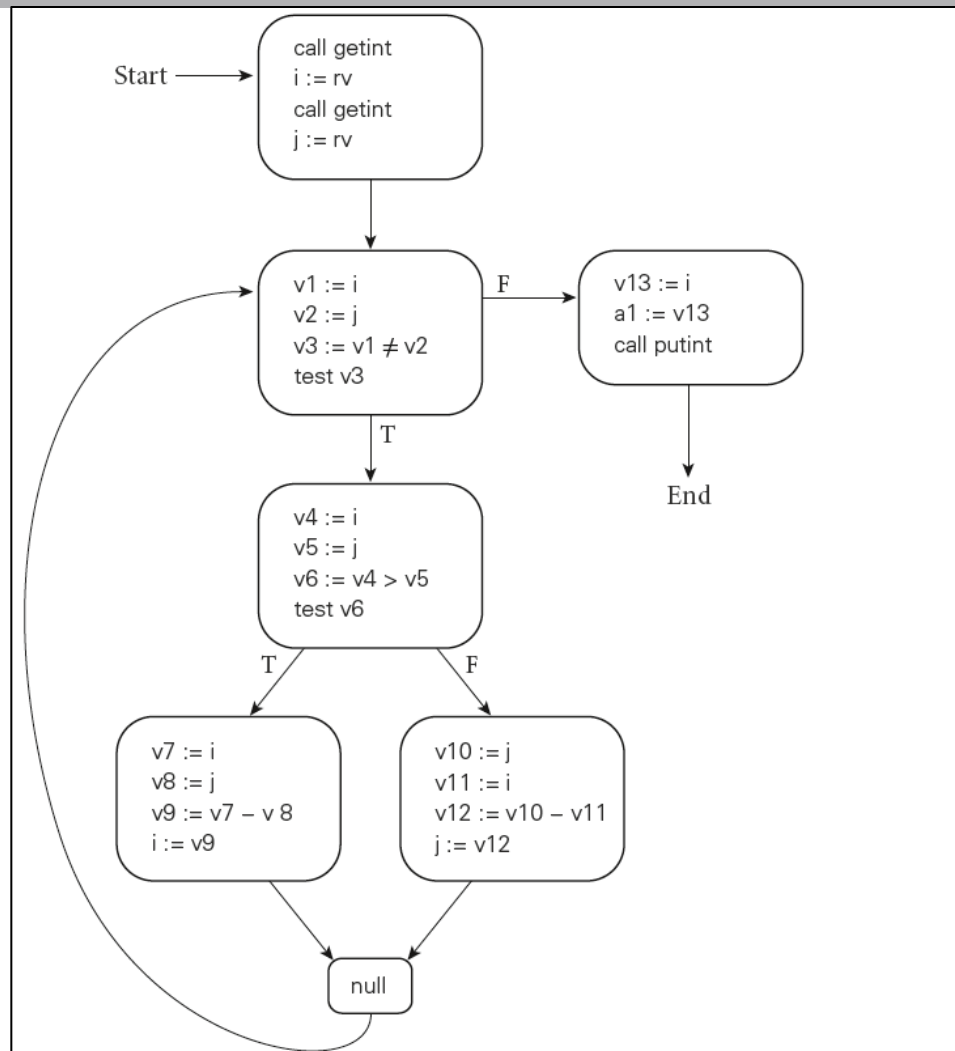 call getint
Start
i := rv
call getint
j := rv
v1 := i
v2 := j
v3 := v1 ≠ v2
test v3
F
v13 := i
a1 := v13
call putint
T
End
v4 := i
v5 := j
v6 := v4 > v5
test v6
T
F
v7 := i
v8 := j
v9 := v7 – v 8
i := v9
v10 := j
v11 := i
v12 := v10 – v11
j := v12
null